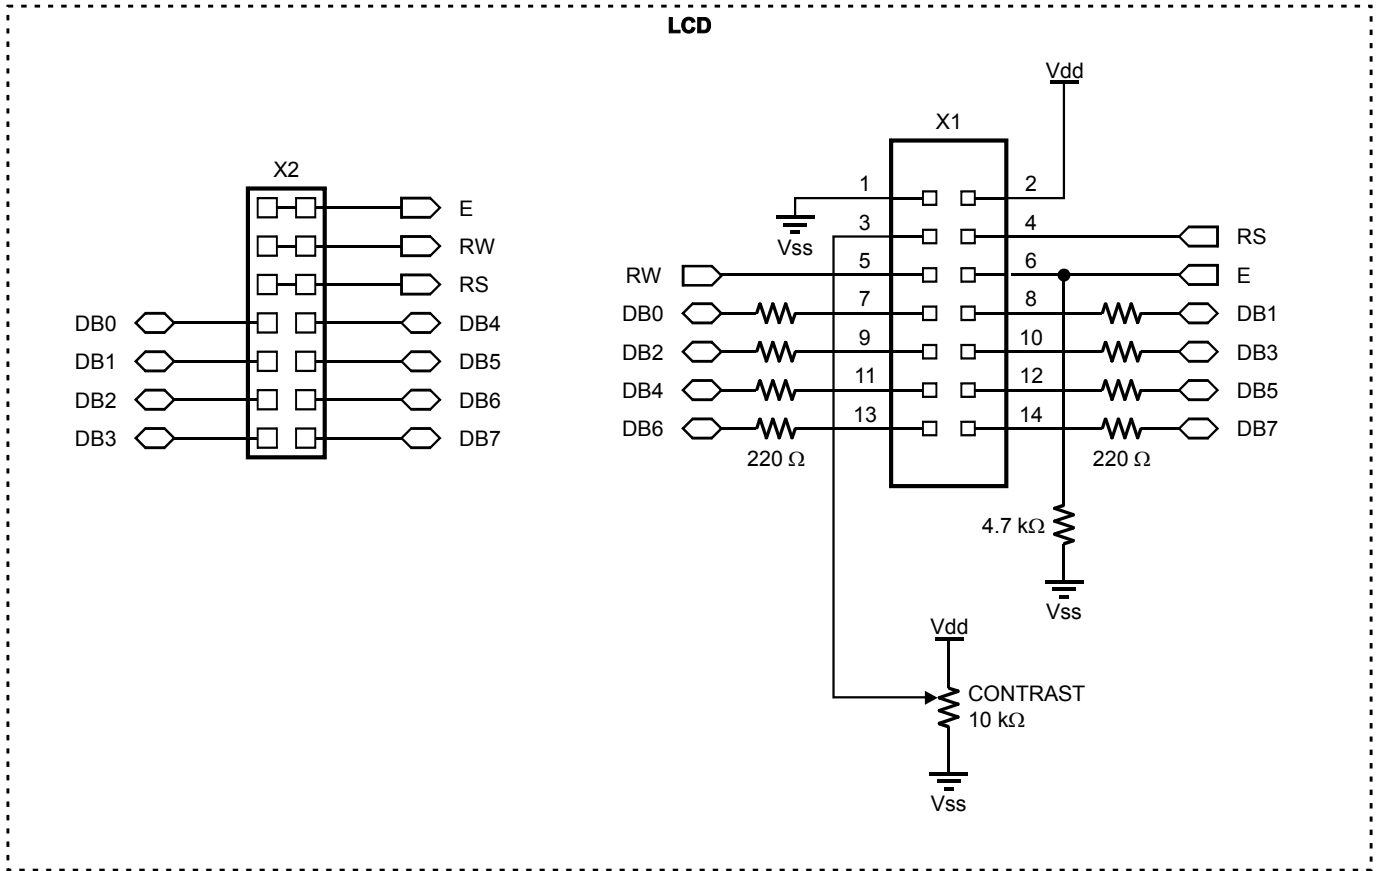 LCD
X2
E
RW
RS
DB0 DB4
DB1 DB5
DB2 DB6
DB3 DB7
Vdd
X1
1 2
Vss
3 4 RS
RW 5 6 E
DB0 7 8 DB1
DB2 9 10 DB3
DB4 11 12 DB5
DB6 13 14 DB7
220 Ω 220 Ω
4.7 kΩ
Vss
Vdd
CONTRAST
10 kΩ
Vss